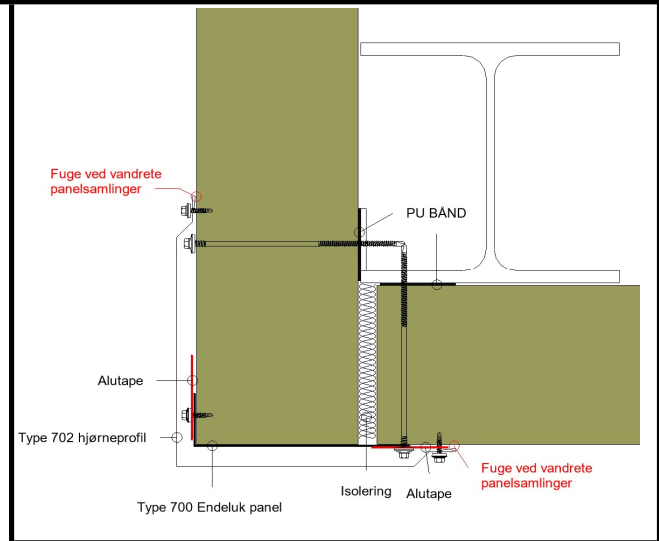 Fuge ved vandrete
panelsamlinger
PU BÅND
Alutape
Type 702 hjørneprofil
Isolering
Alutape
Fuge ved vandrete
panelsamlinger
Type 700 Endeluk panel